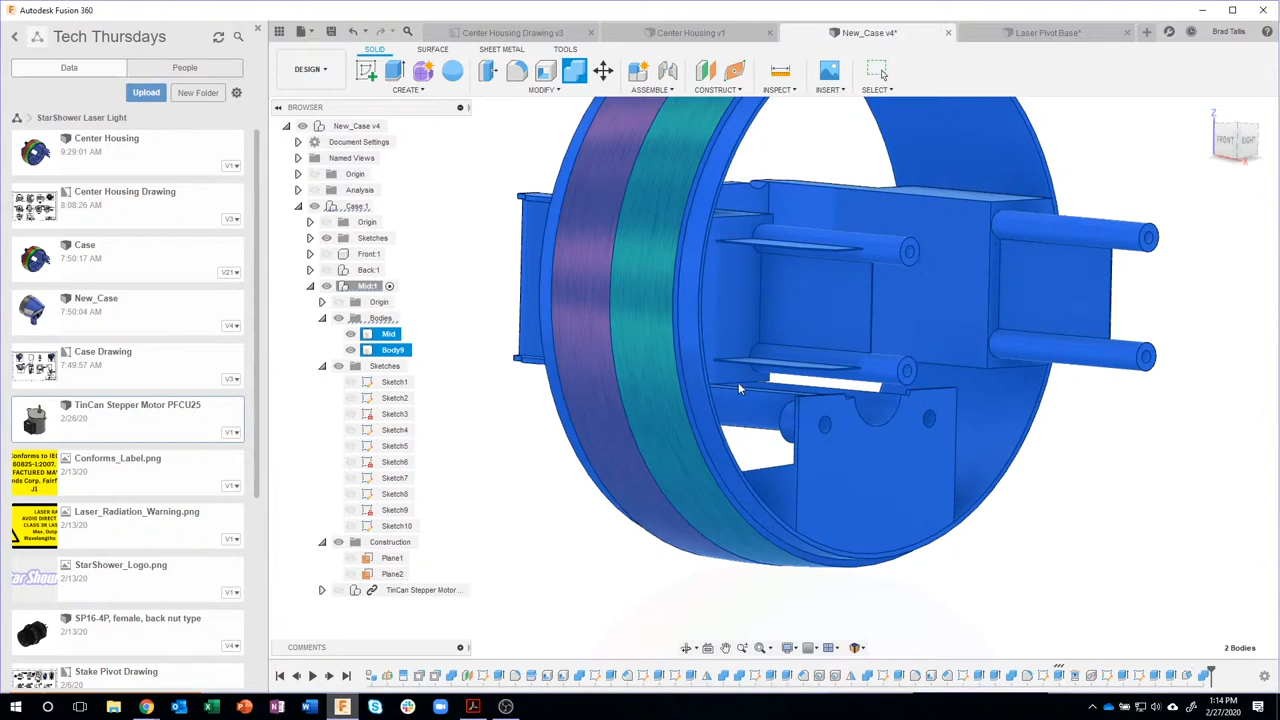 Autodesk Fusion 360
Tech Thursdays
Data
People
Upload
New Folder
StarShower Laser Light
Center Housing
9:29:01 AM
V1
Center Housing Drawing
8:08:26 AM
V3
Case
7:50:17 AM
V21
New_Case
7:50:04 AM
V4
Case Drawing
7:49:57 AM
V3
TinCan Stepper Motor PFCU25
2/26/20
V1
Conforms_Label.png
2/13/20
V1
Laser_Radiation_Warning.png
2/13/20
V1
StarShower_Logo.png
2/13/20
V1
SP16-4P, female, back nut type
2/13/20
V4
Stake Pivot Drawing
2/6/20
Center Housing Drawing v3
Center Housing v1
New_Case v4*
Laser Pivot Base*
Brad Tallis
DESIGN
SOLID
SURFACE
SHEET METAL
TOOLS
CREATE
MODIFY
ASSEMBLE
CONSTRUCT
INSPECT
INSERT
SELECT
BROWSER
New_Case v4
Document Settings
Named Views
Origin
Analysis
Case:1
Origin
Sketches
Front:1
Back:1
Mid:1
Origin
Bodies
Mid
Body9
Sketches
Sketch1
Sketch2
Sketch3
Sketch4
Sketch5
Sketch6
Sketch7
Sketch8
Sketch9
Sketch10
Construction
Plane1
Plane2
TinCan Stepper Motor ...
Z
FRONT
RIGHT
X
COMMENTS
2 Bodies
1:14 PM
2/27/2020